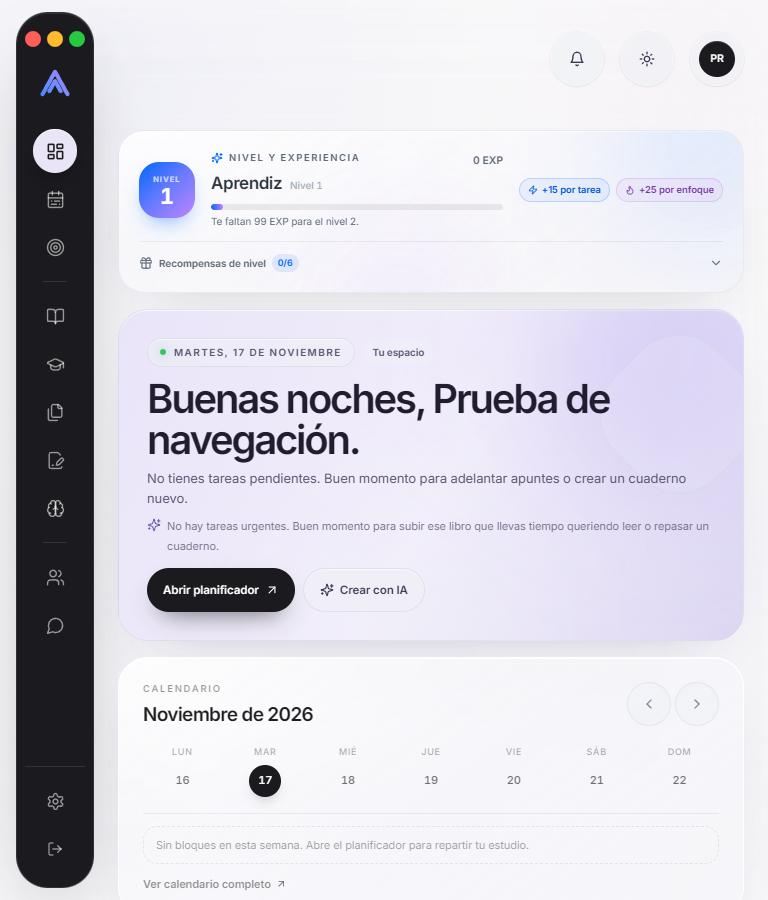 PR
NIVEL
1
NIVEL Y EXPERIENCIA
0 EXP
Aprendiz Nivel 1
+15 por tarea
+25 por enfoque
Te faltan 99 EXP para el nivel 2.
Recompensas de nivel 0/6
MARTES, 17 DE NOVIEMBRE Tu espacio
Buenas noches, Prueba de
navegación.
No tienes tareas pendientes. Buen momento para adelantar apuntes o crear un cuaderno
nuevo.
No hay tareas urgentes. Buen momento para subir ese libro que llevas tiempo queriendo leer o repasar un
cuaderno.
Abrir planificador Crear con IA
CALENDARIO
Noviembre de 2026
LUN MAR MIÉ JUE VIE SÁB DOM
16 17 18 19 20 21 22
Sin bloques en esta semana. Abre el planificador para repartir tu estudio.
Ver calendario completo